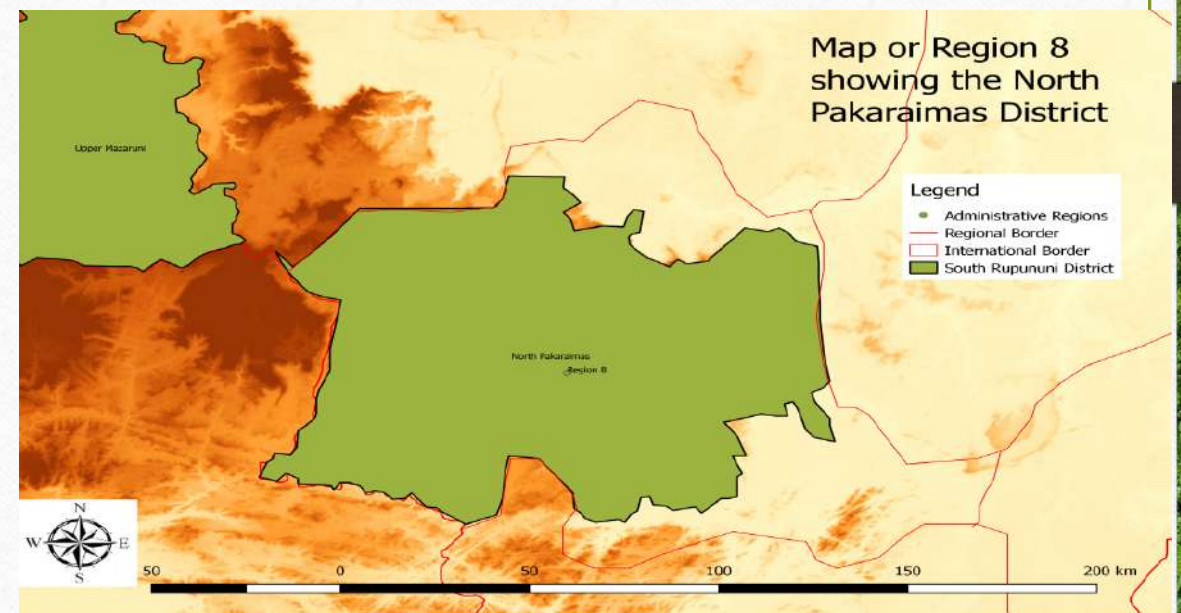 Map or Region 8
showing the North
Pakaraimas District
Upper Mazaruni
Legend
Administrative Regions
Regional Border
International Border
South Rupununi District
North Pakaraimas
Region 8
N
W E
S
50 0 50 100 150 200 km